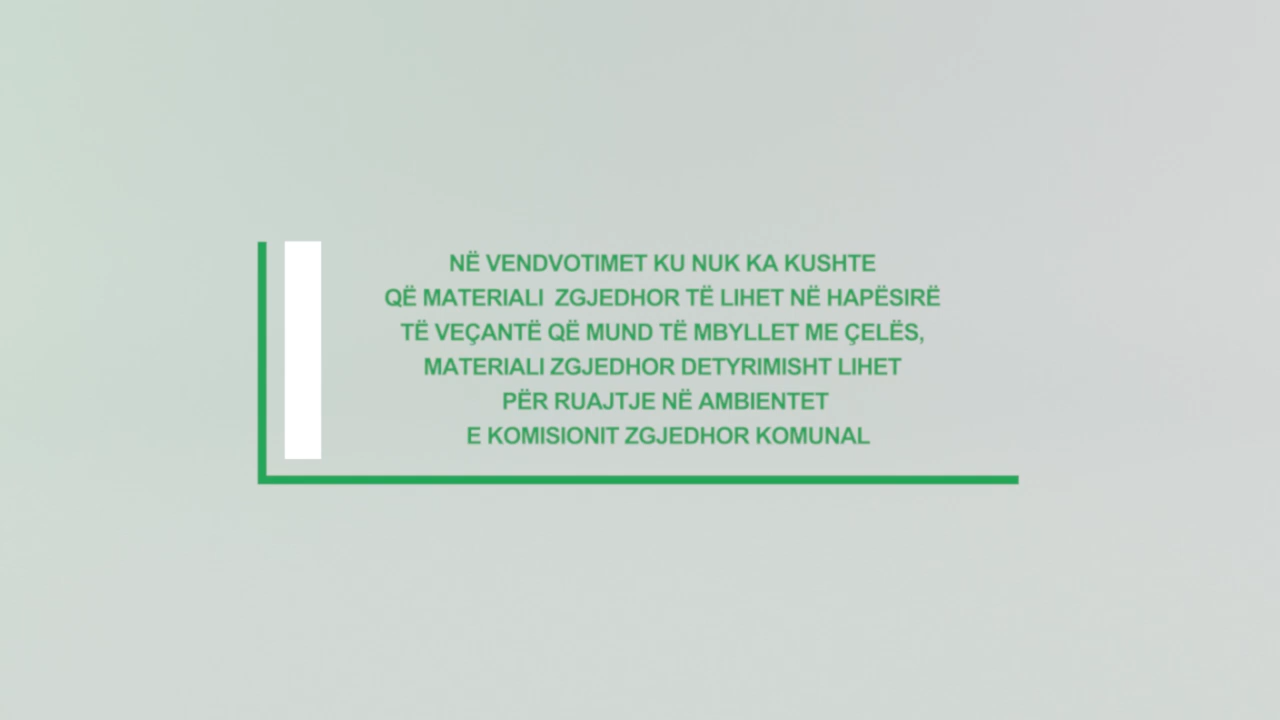 NË VENDVOTIMET KU NUK KA KUSHTE
QË MATERIALI  ZGJEDHOR TË LIHET NË HAPËSIRË
TË VEÇANTË QË MUND TË MBYLLET ME ÇELËS,
MATERIALI ZGJEDHOR DETYRIMISHT LIHET
PËR RUAJTJE NË AMBIENTET
E KOMISIONIT ZGJEDHOR KOMUNAL